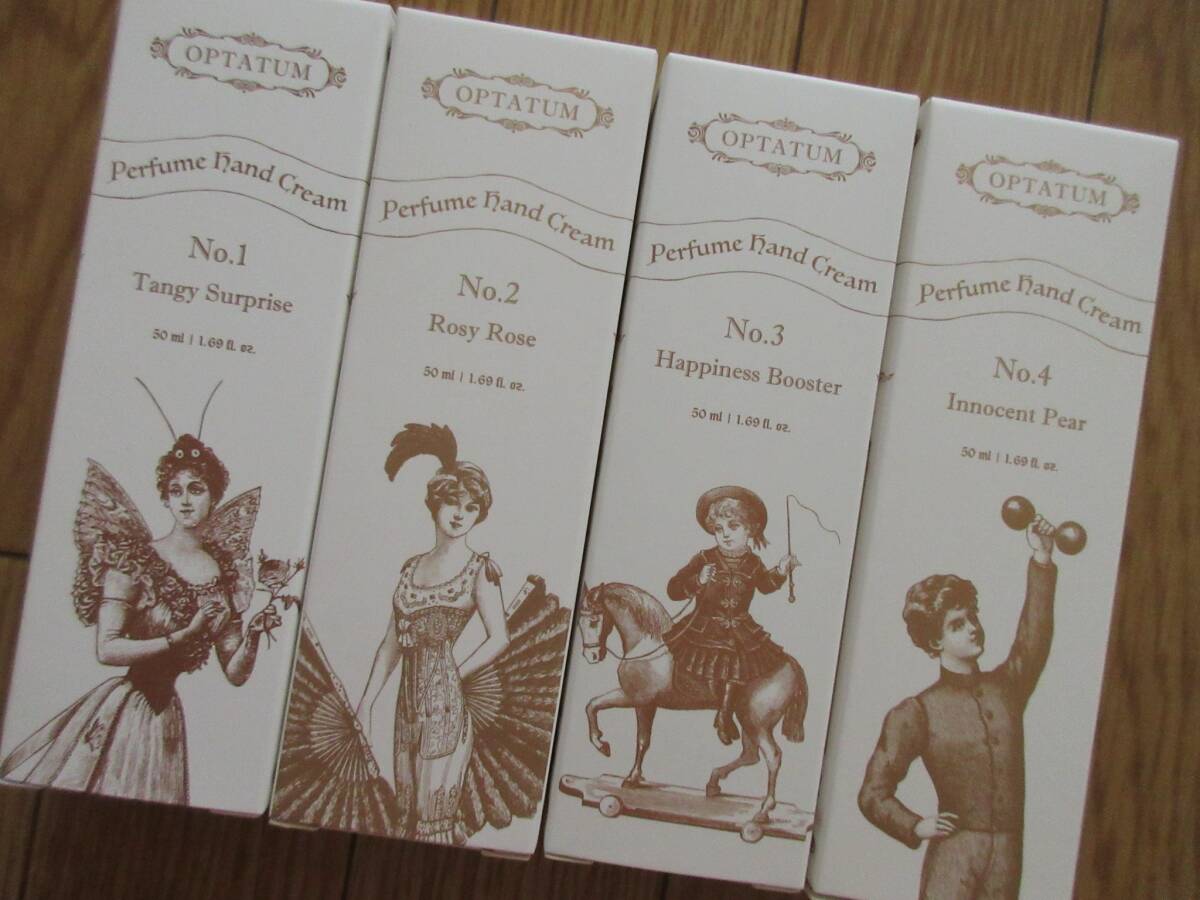 OPTATUM
Perfume Hand Cream
No.1
Tangy Surprise
50 ml | 1.69 fl. oz.
OPTATUM
Perfume Hand Cream
No.2
Rosy Rose
50 ml | 1.69 fl. oz.
OPTATUM
Perfume Hand Cream
No.3
Happiness Booster
50 ml | 1.69 fl. oz.
OPTATUM
Perfume Hand Cream
No.4
Innocent Pear
50 ml | 1.69 fl. oz.